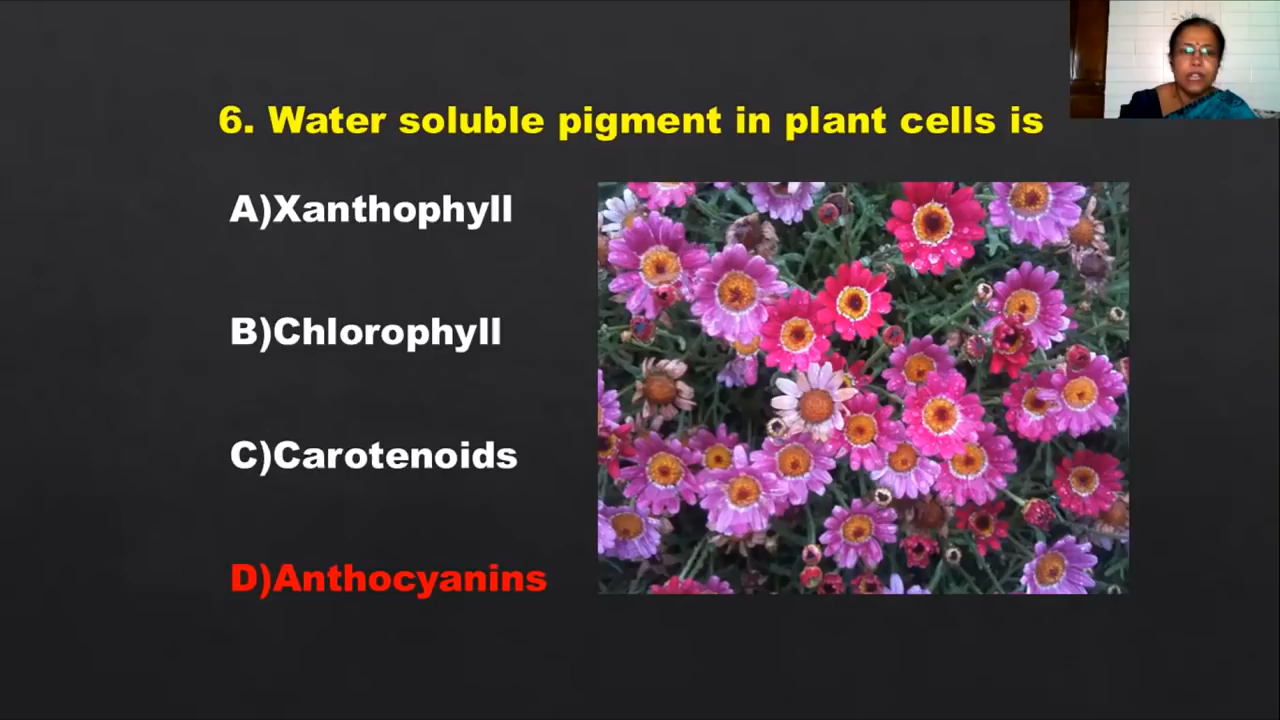 6. Water soluble pigment in plant cells is
A)Xanthophyll
B)Chlorophyll
C)Carotenoids
D)Anthocyanins